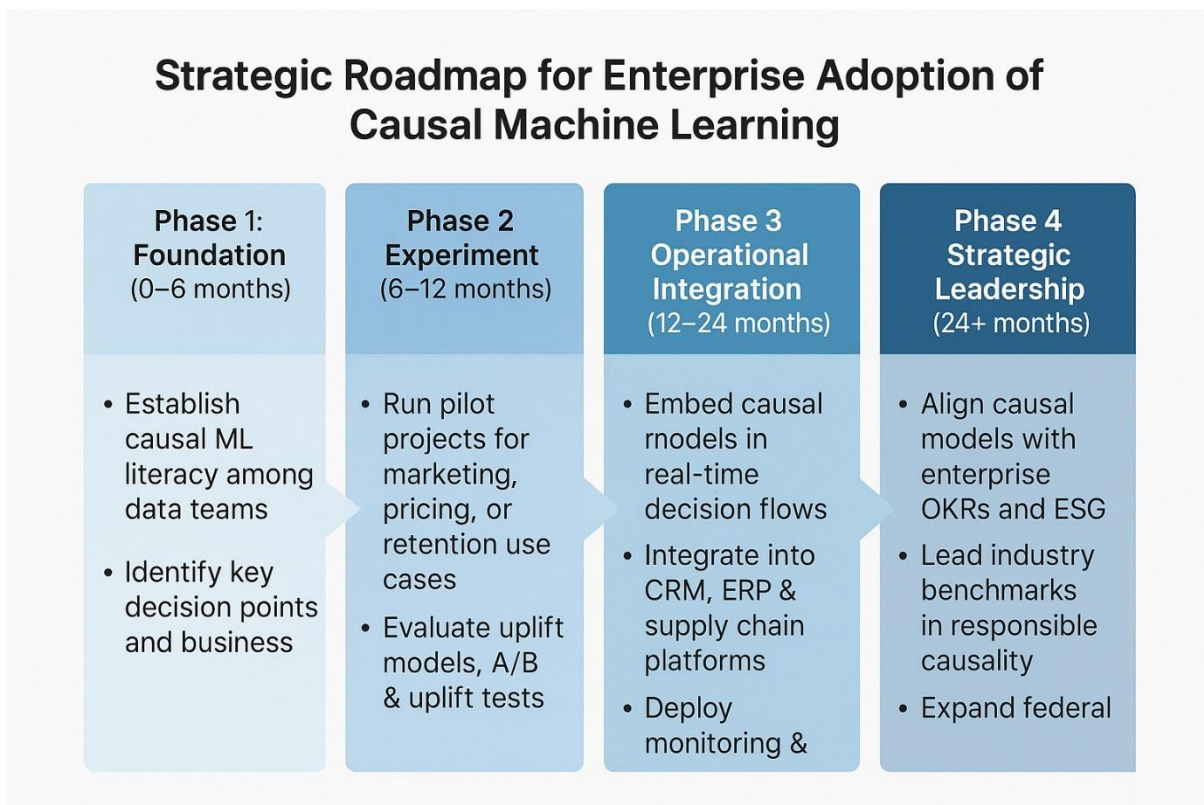 Strategic Roadmap for Enterprise Adoption of
Causal Machine Learning
Phase 1:
Foundation
(0–6 months)
• Establish
causal ML
literacy among
data teams
• Identify key
decision points
and business
Phase 2
Experiment
(6–12 months)
• Run pilot
projects for
marketing,
pricing, or
retention use
cases
• Evaluate uplift
models, A/B
& uplift tests
Phase 3
Operational
Integration
(12–24 months)
• Embed causal
rnodels in
real-time
decision flows
• Integrate into
CRM, ERP &
supply chain
platforms
• Deploy
monitoring &
Phase 4
Strategic
Leadership
(24+ months)
• Align causal
models with
enterprise
OKRs and ESG
• Lead industry
benchmarks
in responsible
causality
• Expand federal